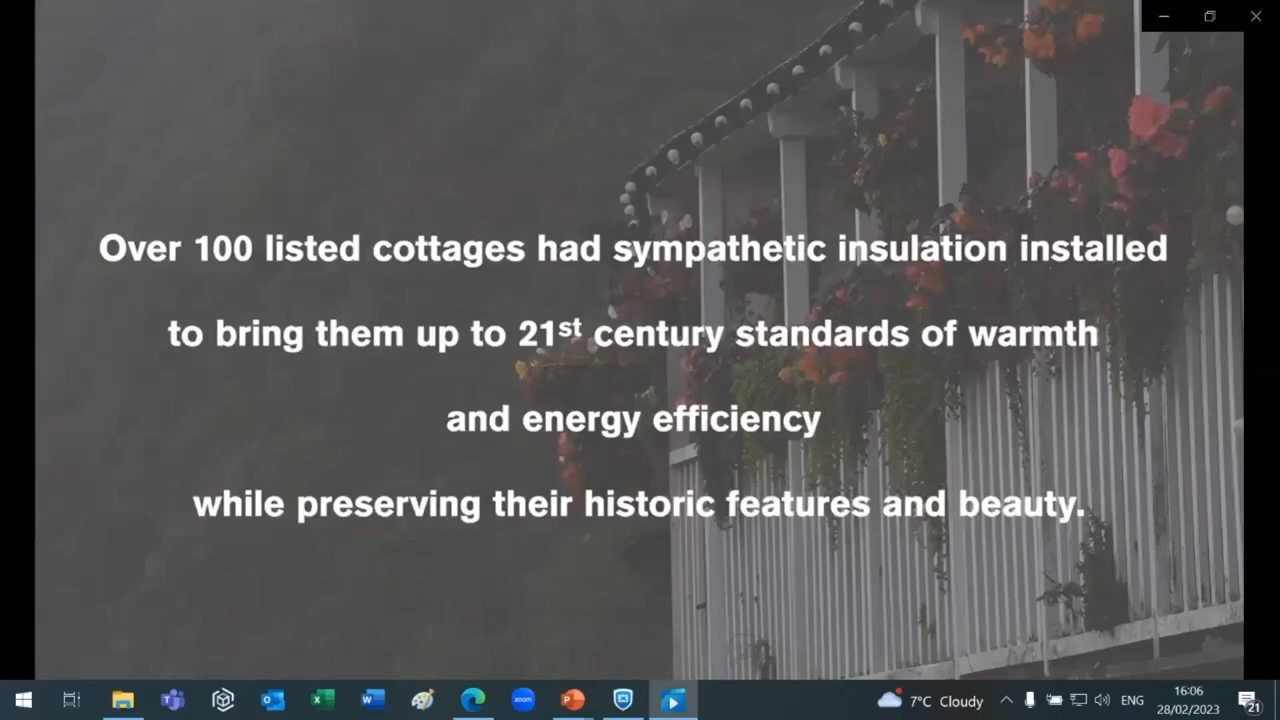 Over 100 listed cottages had sympathetic insulation installed
to bring them up to 21st century standards of warmth
and energy efficiency
while preserving their historic features and beauty.
zoom
7°C Cloudy
ENG
16:06
28/02/2023
21